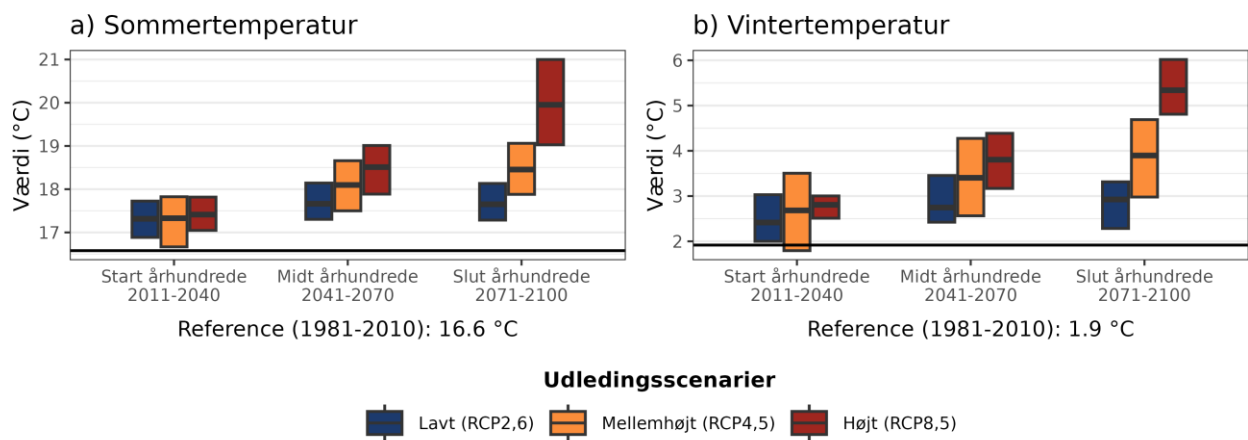 a) Sommertemperatur
Værdi (°C)
21
20
19
18
17
Start århundrede
2011-2040
Midt århundrede
2041-2070
Slut århundrede
2071-2100
Reference (1981-2010): 16.6 °C
b) Vintertemperatur
Værdi (°C)
6
5
4
3
2
Start århundrede
2011-2040
Midt århundrede
2041-2070
Slut århundrede
2071-2100
Reference (1981-2010): 1.9 °C
Udledingsscenarier
Lavt (RCP2,6) Mellemhøjt (RCP4,5) Højt (RCP8,5)